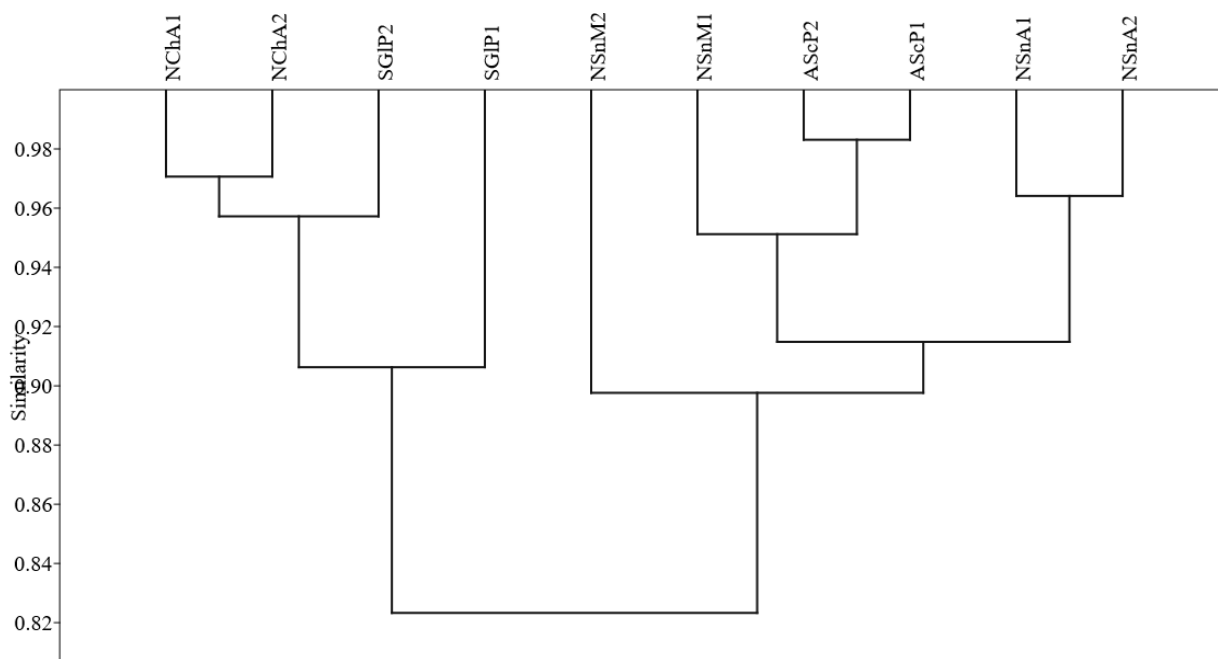 NChA1
NChA2
SGlP2
SGlP1
NSnM2
NSnM1
AScP2
AScP1
NSnA1
NSnA2
0.98
0.96
0.94
0.92
0.90
0.88
0.86
0.84
0.82
Similarity